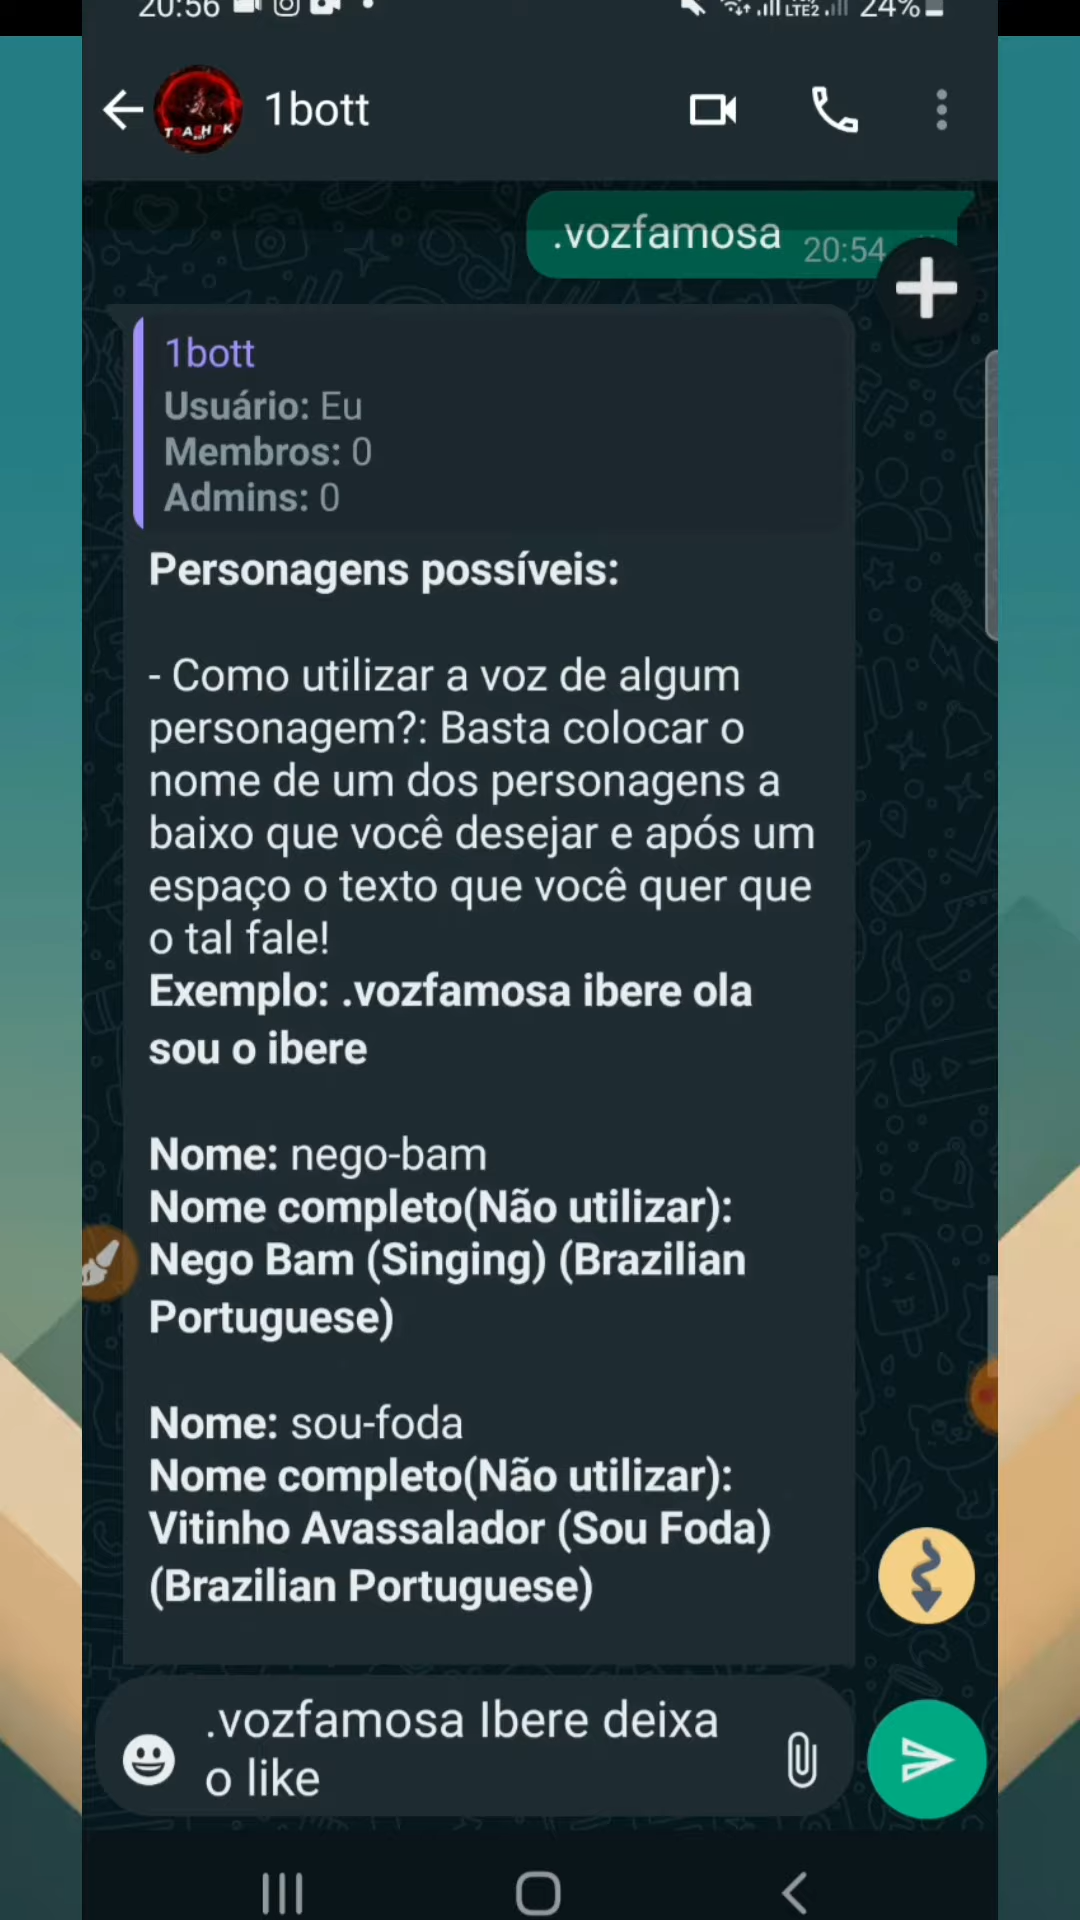 20:56 LTE2 24%
1bott
.vozfamosa 20:54
1bott
Usuário: Eu
Membros: 0
Admins: 0
Personagens possíveis:
- Como utilizar a voz de algum
personagem?: Basta colocar o
nome de um dos personagens a
baixo que você desejar e após um
espaço o texto que você quer que
o tal fale!
Exemplo: .vozfamosa ibere ola
sou o ibere
Nome: nego-bam
Nome completo(Não utilizar):
Nego Bam (Singing) (Brazilian
Portuguese)
Nome: sou-foda
Nome completo(Não utilizar):
Vitinho Avassalador (Sou Foda)
(Brazilian Portuguese)
.vozfamosa Ibere deixa
o like